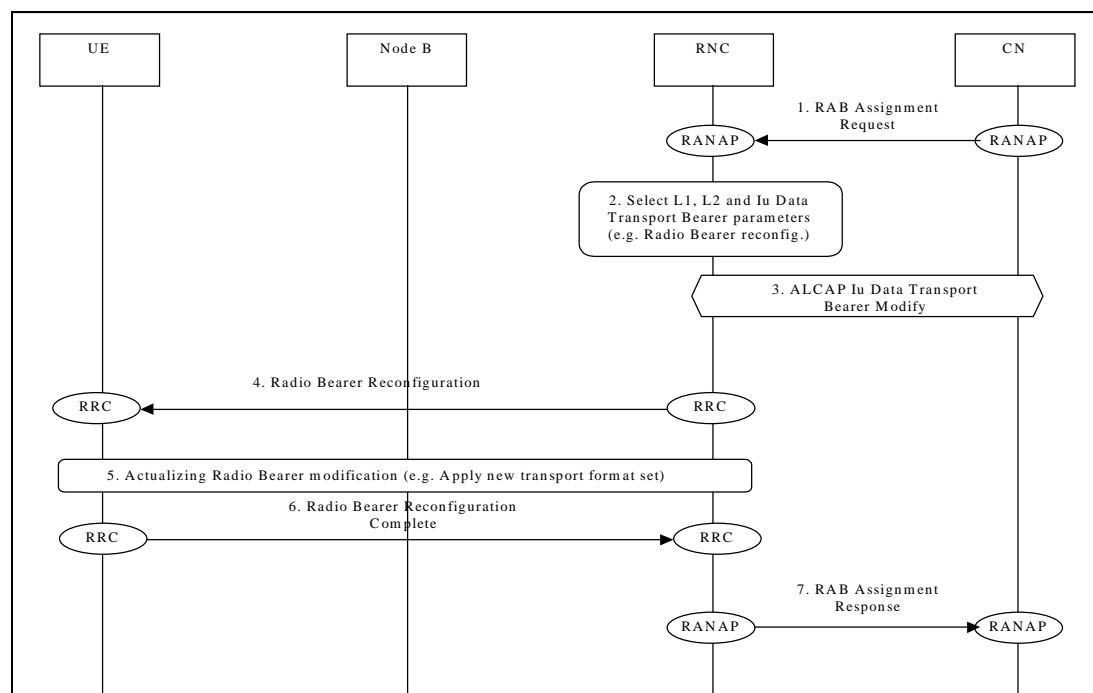 UE
Node B
RNC
CN
1. RAB Assignment
Request
RANAP
RANAP
2. Select L1, L2 and Iu Data
Transport Bearer parameters
(e.g. Radio Bearer reconfig.)
3. ALCAP Iu Data Transport
Bearer Modify
4. Radio Bearer Reconfiguration
RRC
RRC
5. Actualizing Radio Bearer modification (e.g. Apply new transport format set)
6. Radio Bearer Reconfiguration
Complete
RRC
RRC
7. RAB Assignment
Response
RANAP
RANAP